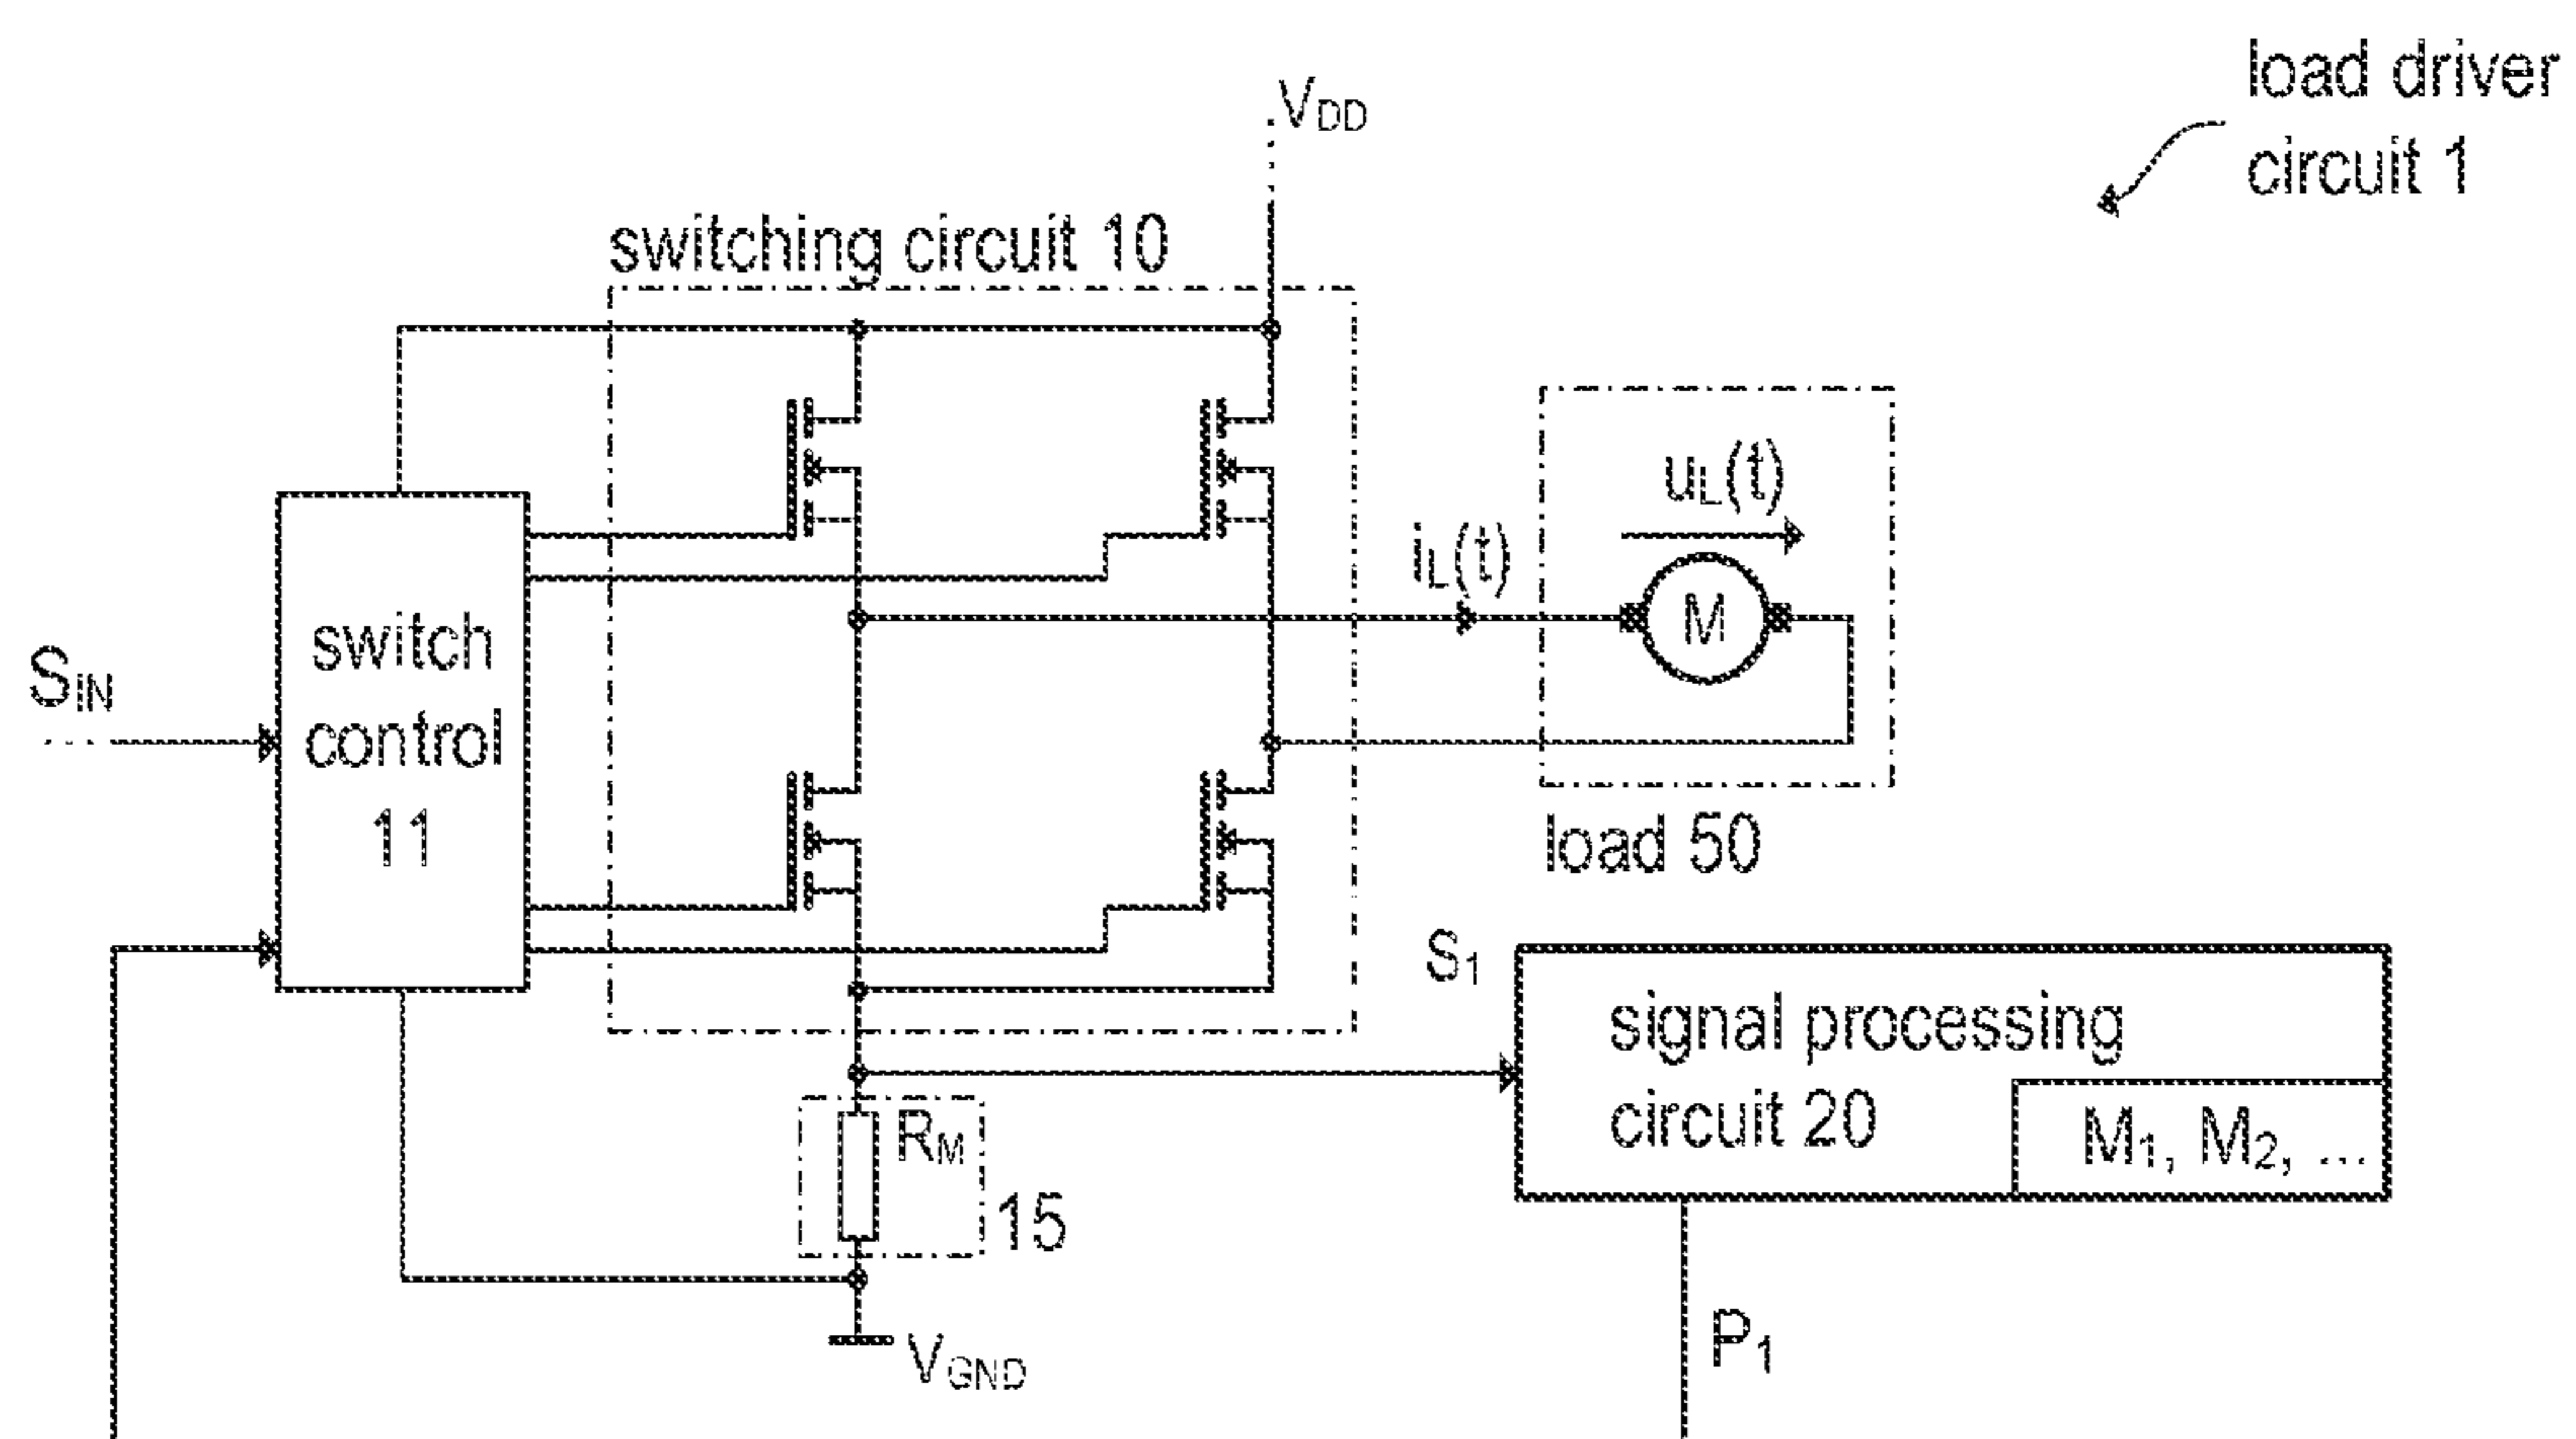 load driver
circuit 1
VDD
switching circuit 10
uL(t)
iL(t)
M
switch
control
11
SIN
load 50
S1
signal processing
circuit 20
M1, M2, ...
RM
15
VGND
P1